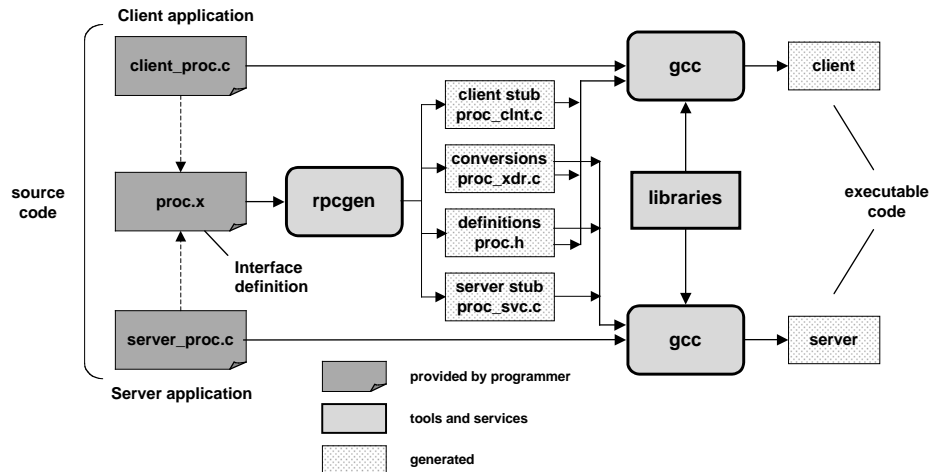 Client application
client_proc.c
gcc
client
client stub
proc_clnt.c
conversions
proc_xdr.c
source
code
proc.x
rpcgen
libraries
executable
code
definitions
proc.h
Interface
definition
server stub
proc_svc.c
server_proc.c
gcc
server
Server application
provided by programmer
tools and services
generated